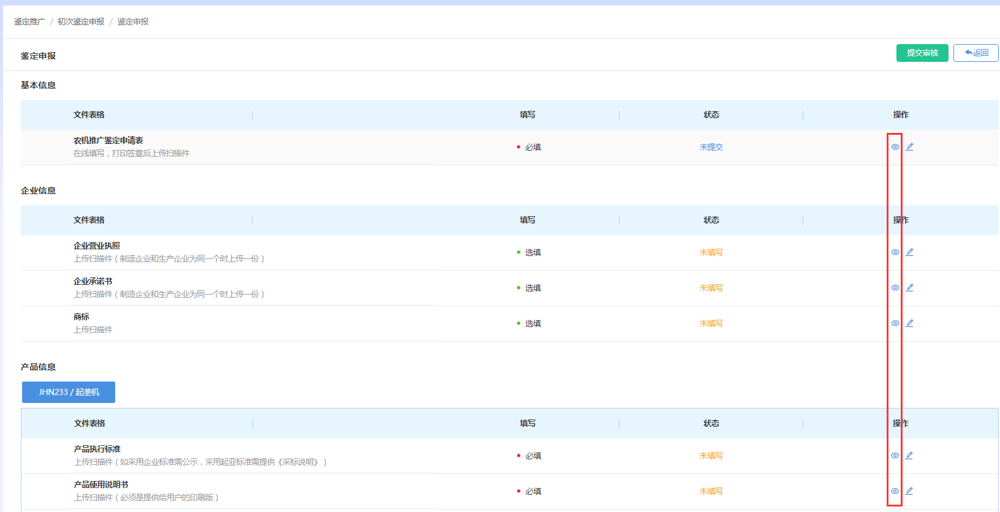 鉴定推广 / 初次鉴定申报 / 鉴定申报
鉴定申报
提交审核
返回
基本信息
文件表格 填写 状态 操作
农机推广鉴定申请表
在线填写，打印签章后上传扫描件
必填 未提交
企业信息
文件表格 填写 状态 操作
企业营业执照
上传扫描件（制造企业和生产企业为同一个时上传一份）
选填 未填写
企业承诺书
上传扫描件（制造企业和生产企业为同一个时上传一份）
选填 未填写
商标
上传扫描件
选填 未填写
产品信息
JHN233 / 起垄机
文件表格 填写 状态 操作
产品执行标准
上传扫描件（如采用企业标准需公示，采用起亚标准需提供《采标说明》）
必填 未填写
产品使用说明书
上传扫描件（必须是提供给用户的印刷版）
必填 未填写